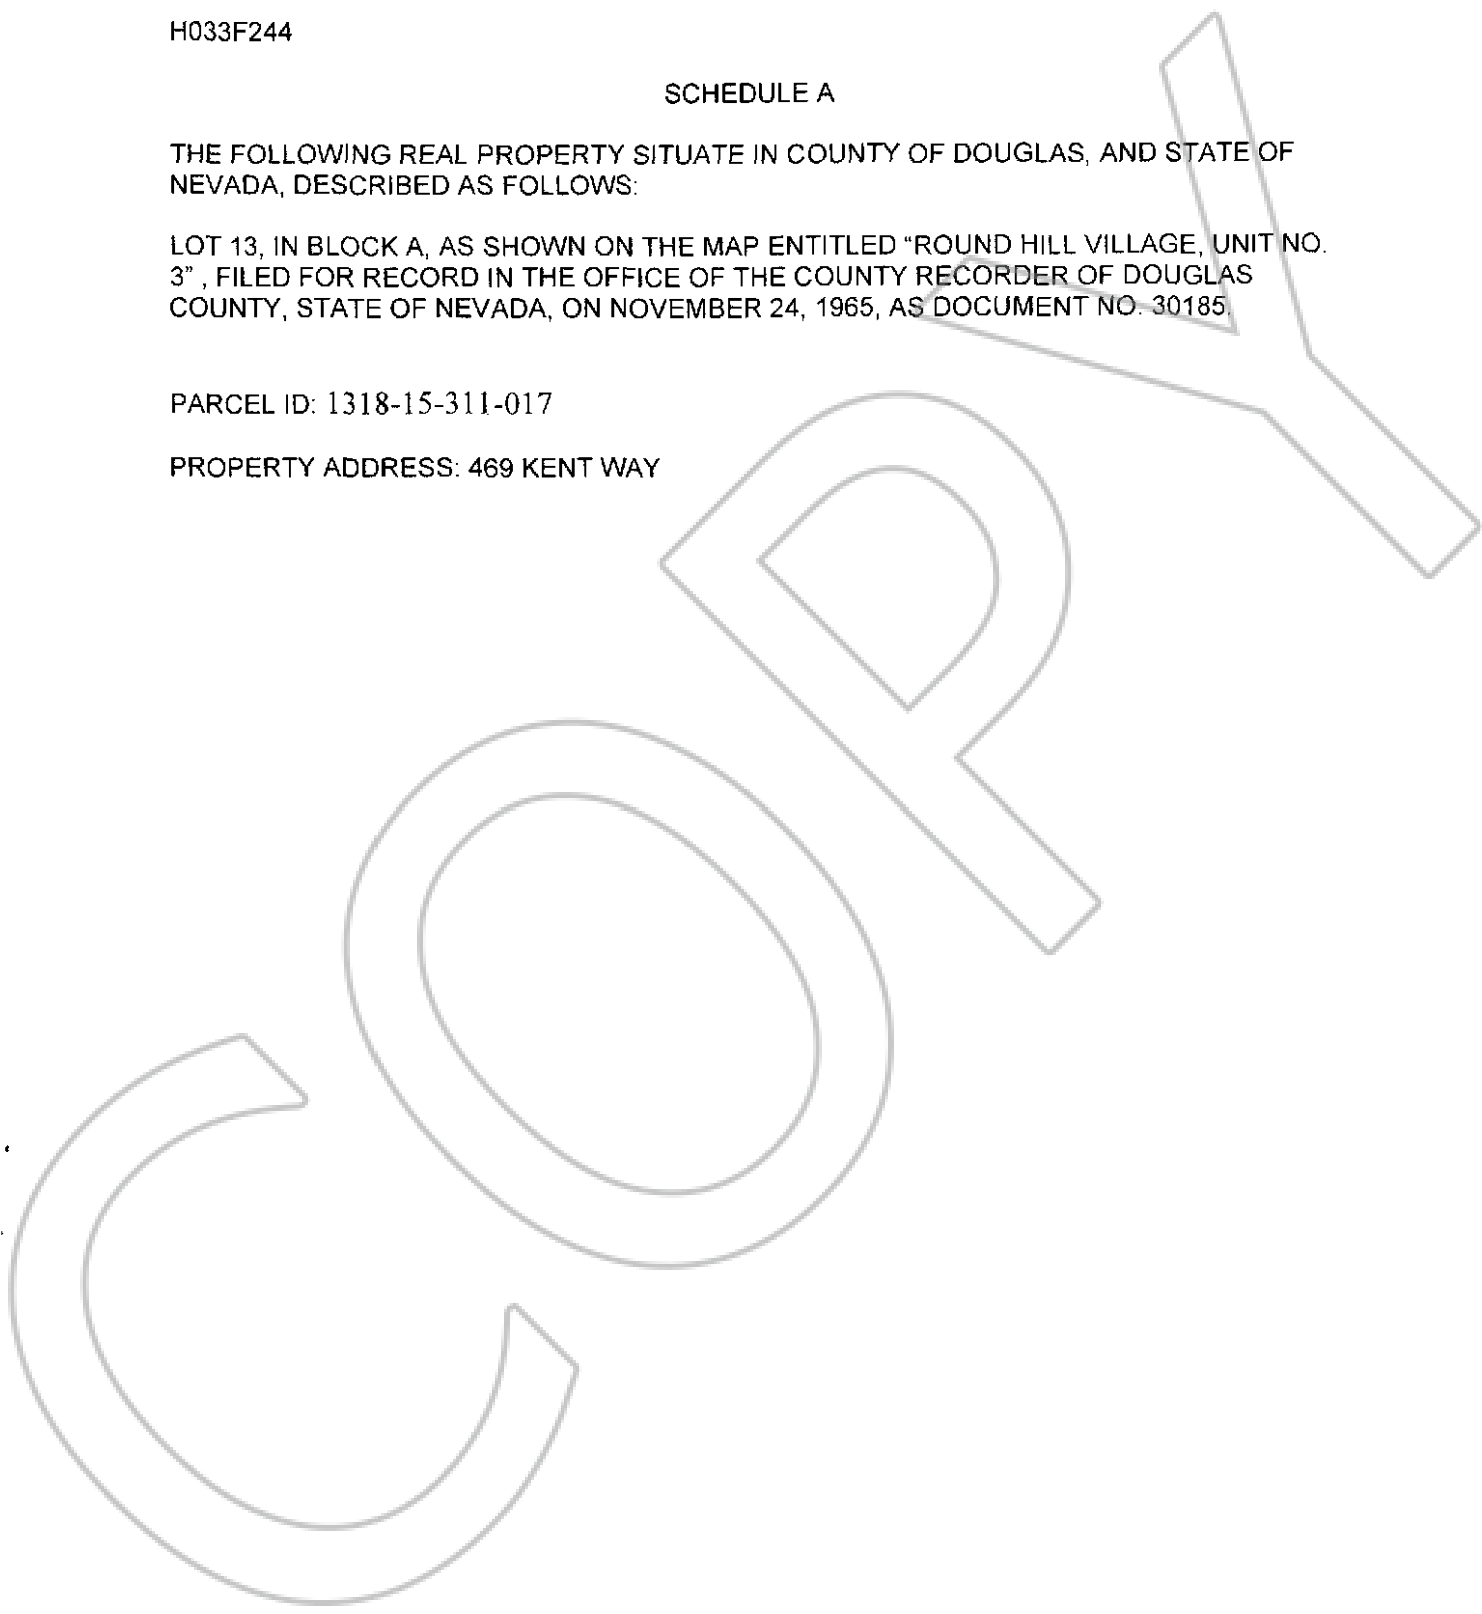 H033F244
SCHEDULE A
THE FOLLOWING REAL PROPERTY SITUATE IN COUNTY OF DOUGLAS, AND STATE OF
NEVADA, DESCRIBED AS FOLLOWS:
LOT 13, IN BLOCK A, AS SHOWN ON THE MAP ENTITLED “ROUND HILL VILLAGE, UNIT NO.
3” , FILED FOR RECORD IN THE OFFICE OF THE COUNTY RECORDER OF DOUGLAS
COUNTY, STATE OF NEVADA, ON NOVEMBER 24, 1965, AS DOCUMENT NO. 30185.
PARCEL ID: 1318-15-311-017
PROPERTY ADDRESS: 469 KENT WAY
COPY